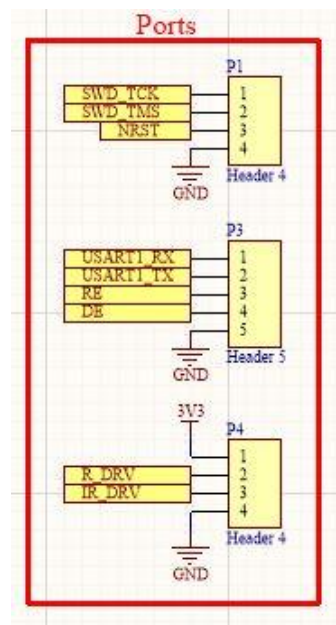 Ports
P1
SWD_TCK 1
SWD_TMS 2
NRST 3
4
GND
Header 4
P3
USART1_RX 1
USART1_TX 2
RE 3
DE 4
5
GND
Header 5
3V3
P4
1
R_DRV 2
IR_DRV 3
4
GND
Header 4